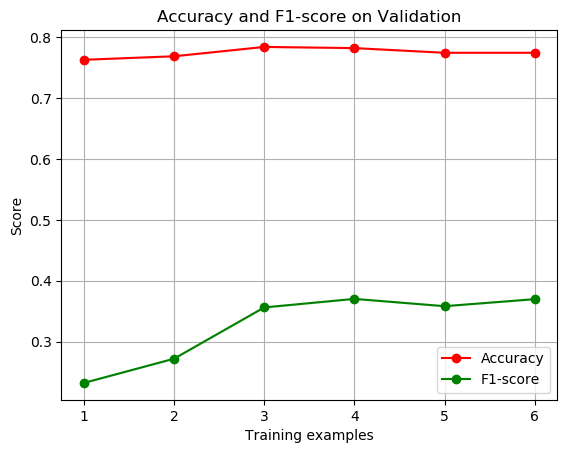 Accuracy and F1-score on Validation
0.8
0.7
0.6
0.5
0.4
0.3
Score
1 2 3 4 5 6
Training examples
Accuracy
F1-score